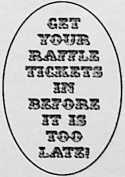 GET
YOUR
RAFFLE
TICKETS
IN
BEFORE
IT IS
TOO
LATE!